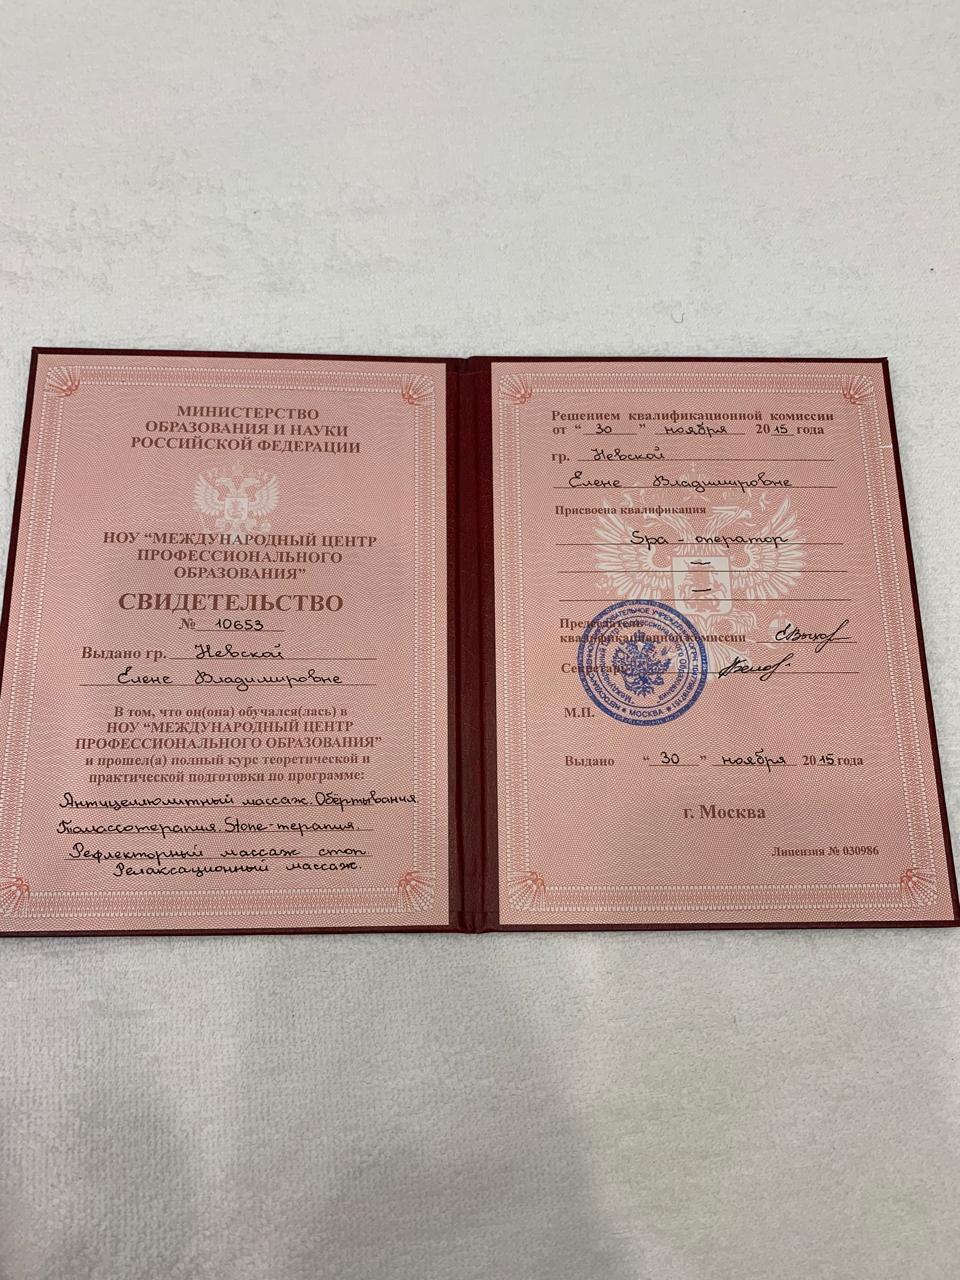 МИНИСТЕРСТВО
ОБРАЗОВАНИЯ И НАУКИ
РОССИЙСКОЙ ФЕДЕРАЦИИ
НОУ “МЕЖДУНАРОДНЫЙ ЦЕНТР
ПРОФЕССИОНАЛЬНОГО
ОБРАЗОВАНИЯ”
СВИДЕТЕЛЬСТВО
№ 10653
Выдано гр. Невской
Елене Владимировне
В том, что он(она) обучался(лась) в
НОУ “МЕЖДУНАРОДНЫЙ ЦЕНТР
ПРОФЕССИОНАЛЬНОГО ОБРАЗОВАНИЯ”
и прошел(а) полный курс теоретической и
практической подготовки по программе:
Антицеллюлитный массаж. Обёртывания
Талассотерапия. Stone-терапия.
Рефлекторный массаж стоп.
Релаксационный массаж.
Решением квалификационной комиссии
от “ 30 ” ноября 2015 года
гр. Невской
Елене Владимировне
Присвоена квалификация
Spa - оператор
Председатель
квалификационной комиссии
Секретарь
МОСКВА
М.П.
Выдано “ 30 ” ноября 2015 года
г. Москва
Лицензия № 030986